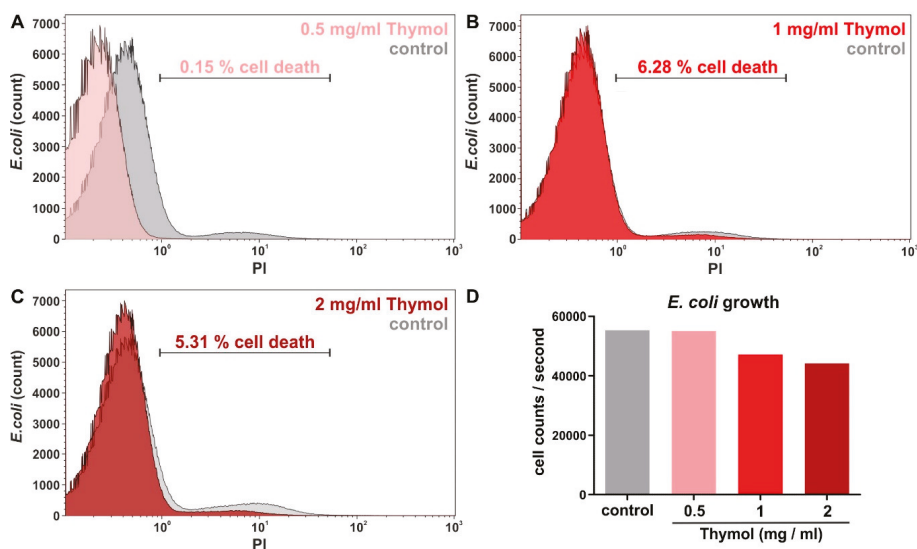 A
0.5 mg/ml Thymol
control
0.15 % cell death
E.coli (count)
7000
6000
5000
4000
3000
2000
1000
0
10⁰
10¹
10²
10³
PI
B
1 mg/ml Thymol
control
6.28 % cell death
E.coli (count)
7000
6000
5000
4000
3000
2000
1000
0
10⁰
10¹
10²
10³
PI
C
2 mg/ml Thymol
control
5.31 % cell death
E.coli (count)
7000
6000
5000
4000
3000
2000
1000
0
10⁰
10¹
10²
10³
PI
D
E. coli growth
cell counts / second
60000
40000
20000
0
control
0.5
1
2
Thymol (mg / ml)